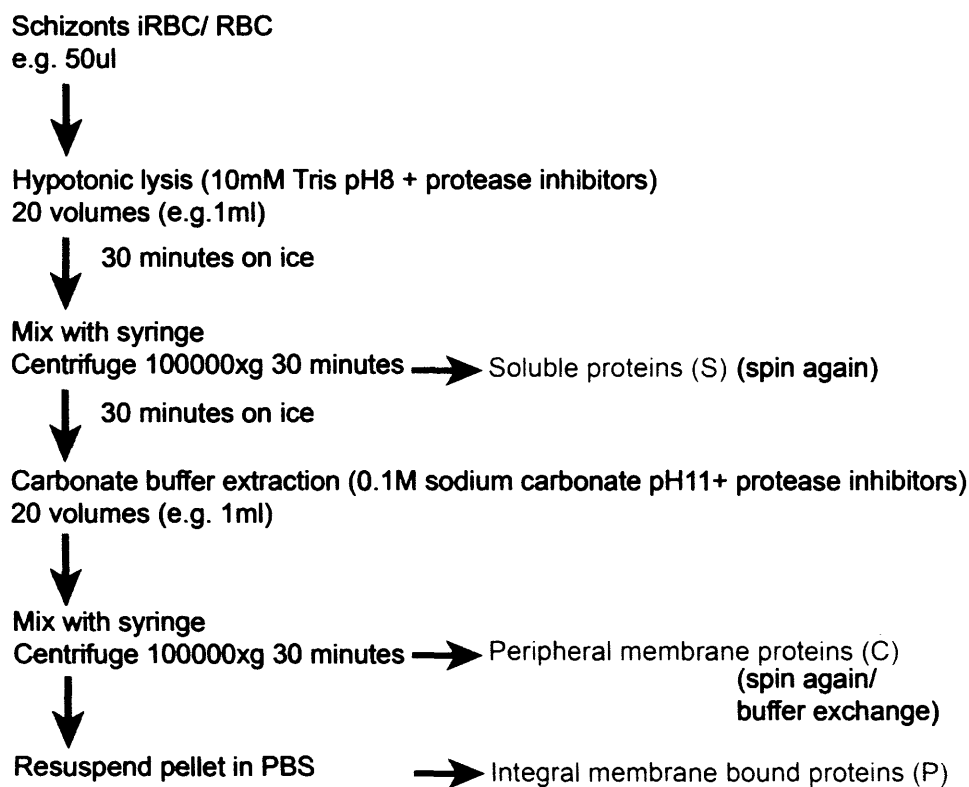 Schizonts iRBC/ RBC
e.g. 50ul
Hypotonic lysis (10mM Tris pH8 + protease inhibitors)
20 volumes (e.g.1ml)
30 minutes on ice
Mix with syringe
Centrifuge 100000xg 30 minutes Soluble proteins (S) (spin again)
30 minutes on ice
Carbonate buffer extraction (0.1M sodium carbonate pH11+ protease inhibitors)
20 volumes (e.g. 1ml)
Mix with syringe
Centrifuge 100000xg 30 minutes Peripheral membrane proteins (C)
(spin again/
buffer exchange)
Resuspend pellet in PBS Integral membrane bound proteins (P)